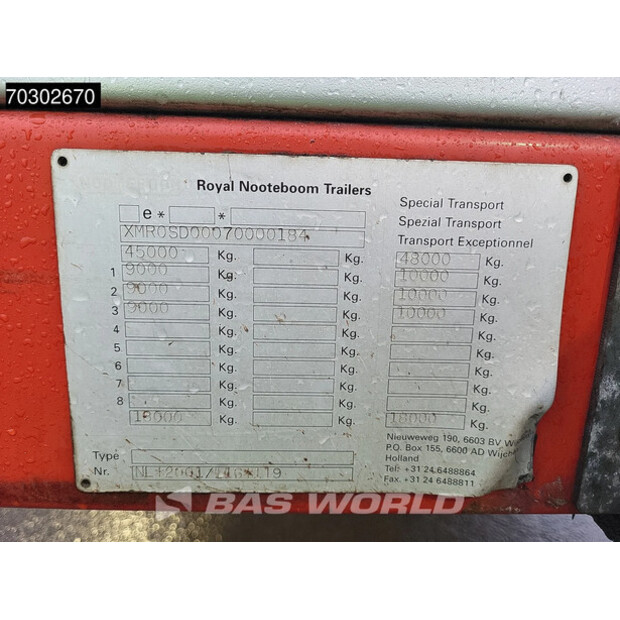 70302670
Royal Nooteboom Trailers
Special Transport
e* *
Spezial Transport
XMR0SD00070000184
Transport Exceptionnel
45000 Kg. Kg. 48000 Kg.
1 9000 Kg. Kg. 10000 Kg.
2 9000 Kg. Kg. 10000 Kg.
3 9000 Kg. Kg. 10000 Kg.
4 Kg. Kg. Kg.
5 Kg. Kg. Kg.
6 Kg. Kg. Kg.
7 Kg. Kg. Kg.
8 Kg. Kg. Kg.
18000 Kg. Kg. 18000 Kg.
Nieuweweg 190, 6603 BV
P.O. Box 155, 6600 AD
Type
Holland
Nr.
Tel. +31 24 6488864
Fax. +31 24 6488811
BAS WORLD